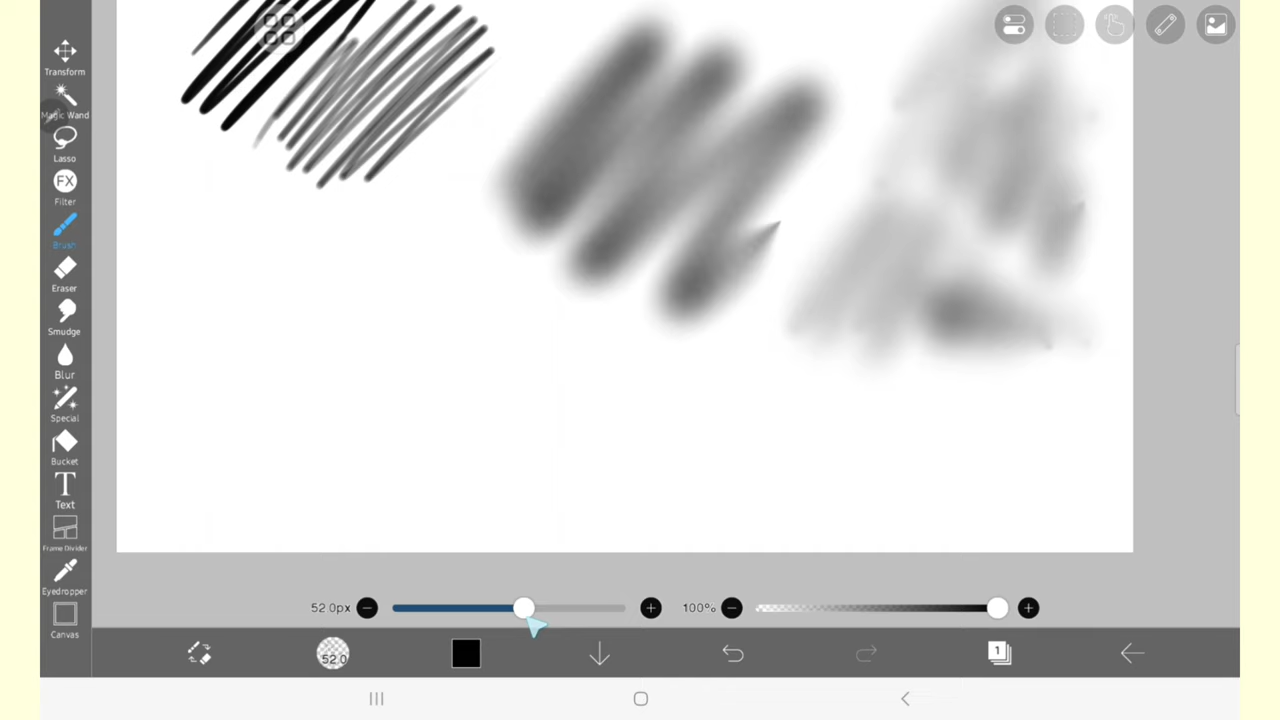 Transform
Magic Wand
Lasso
FX
Filter
Brush
Eraser
Smudge
Blur
Special
Bucket
T
Text
Frame Divider
Eyedropper
Canvas
52.0px
100%
52.0
1